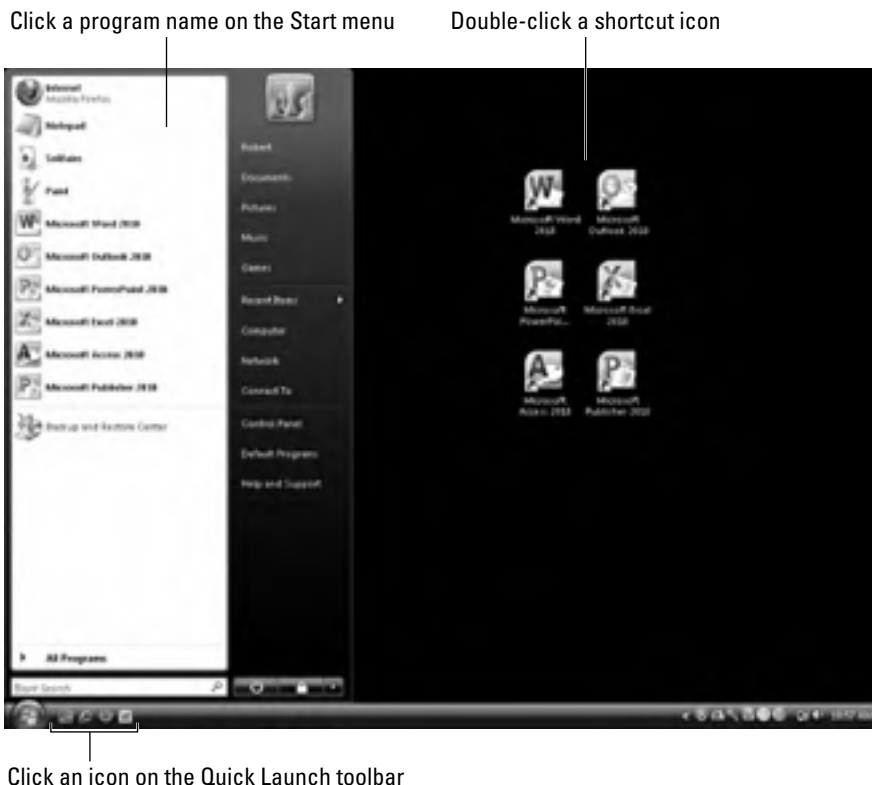 Click a program name on the Start menu
Double-click a shortcut icon
Internet
Mozilla Firefox
Notepad
Solitaire
Paint
Microsoft Word 2010
Microsoft Outlook 2010
Microsoft PowerPoint 2010
Microsoft Excel 2010
Microsoft Access 2010
Microsoft Publisher 2010
Backup and Restore Center
All Programs
Start Search
Robert
Documents
Pictures
Music
Games
Recent Items
Computer
Network
Connect To
Control Panel
Default Programs
Help and Support
Microsoft Word
2010
Microsoft
Outlook 2010
Microsoft
PowerPoi...
Microsoft Excel
2010
Microsoft
Access 2010
Microsoft
Publisher 2010
10:57 AM
Click an icon on the Quick Launch toolbar